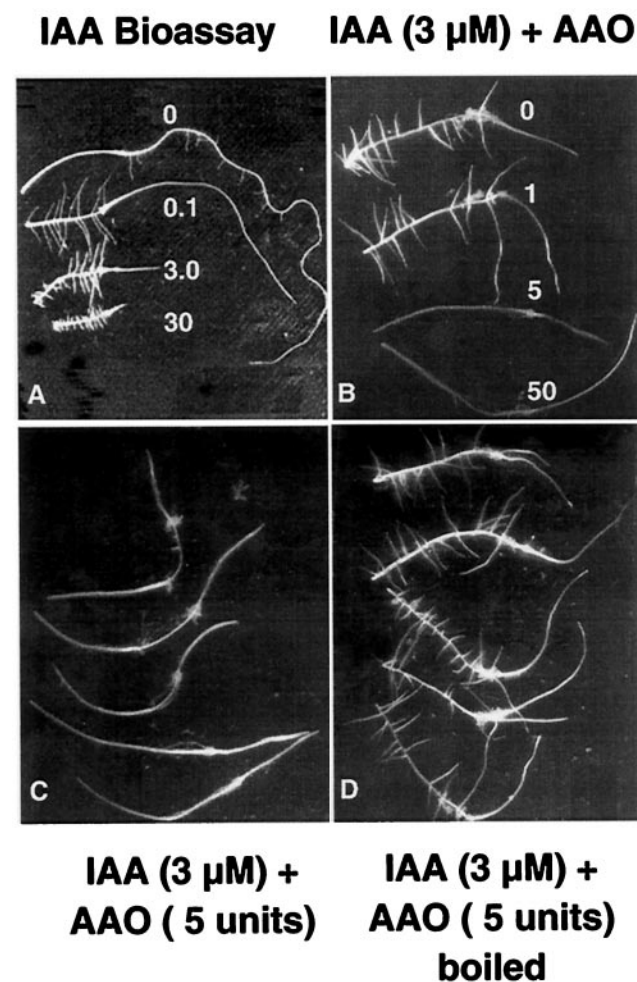 IAA Bioassay
IAA (3 µM) + AAO
0
0.1
3.0
30
A
0
1
5
50
B
C
D
IAA (3 µM) +
AAO ( 5 units)
IAA (3 µM) +
AAO ( 5 units)
boiled